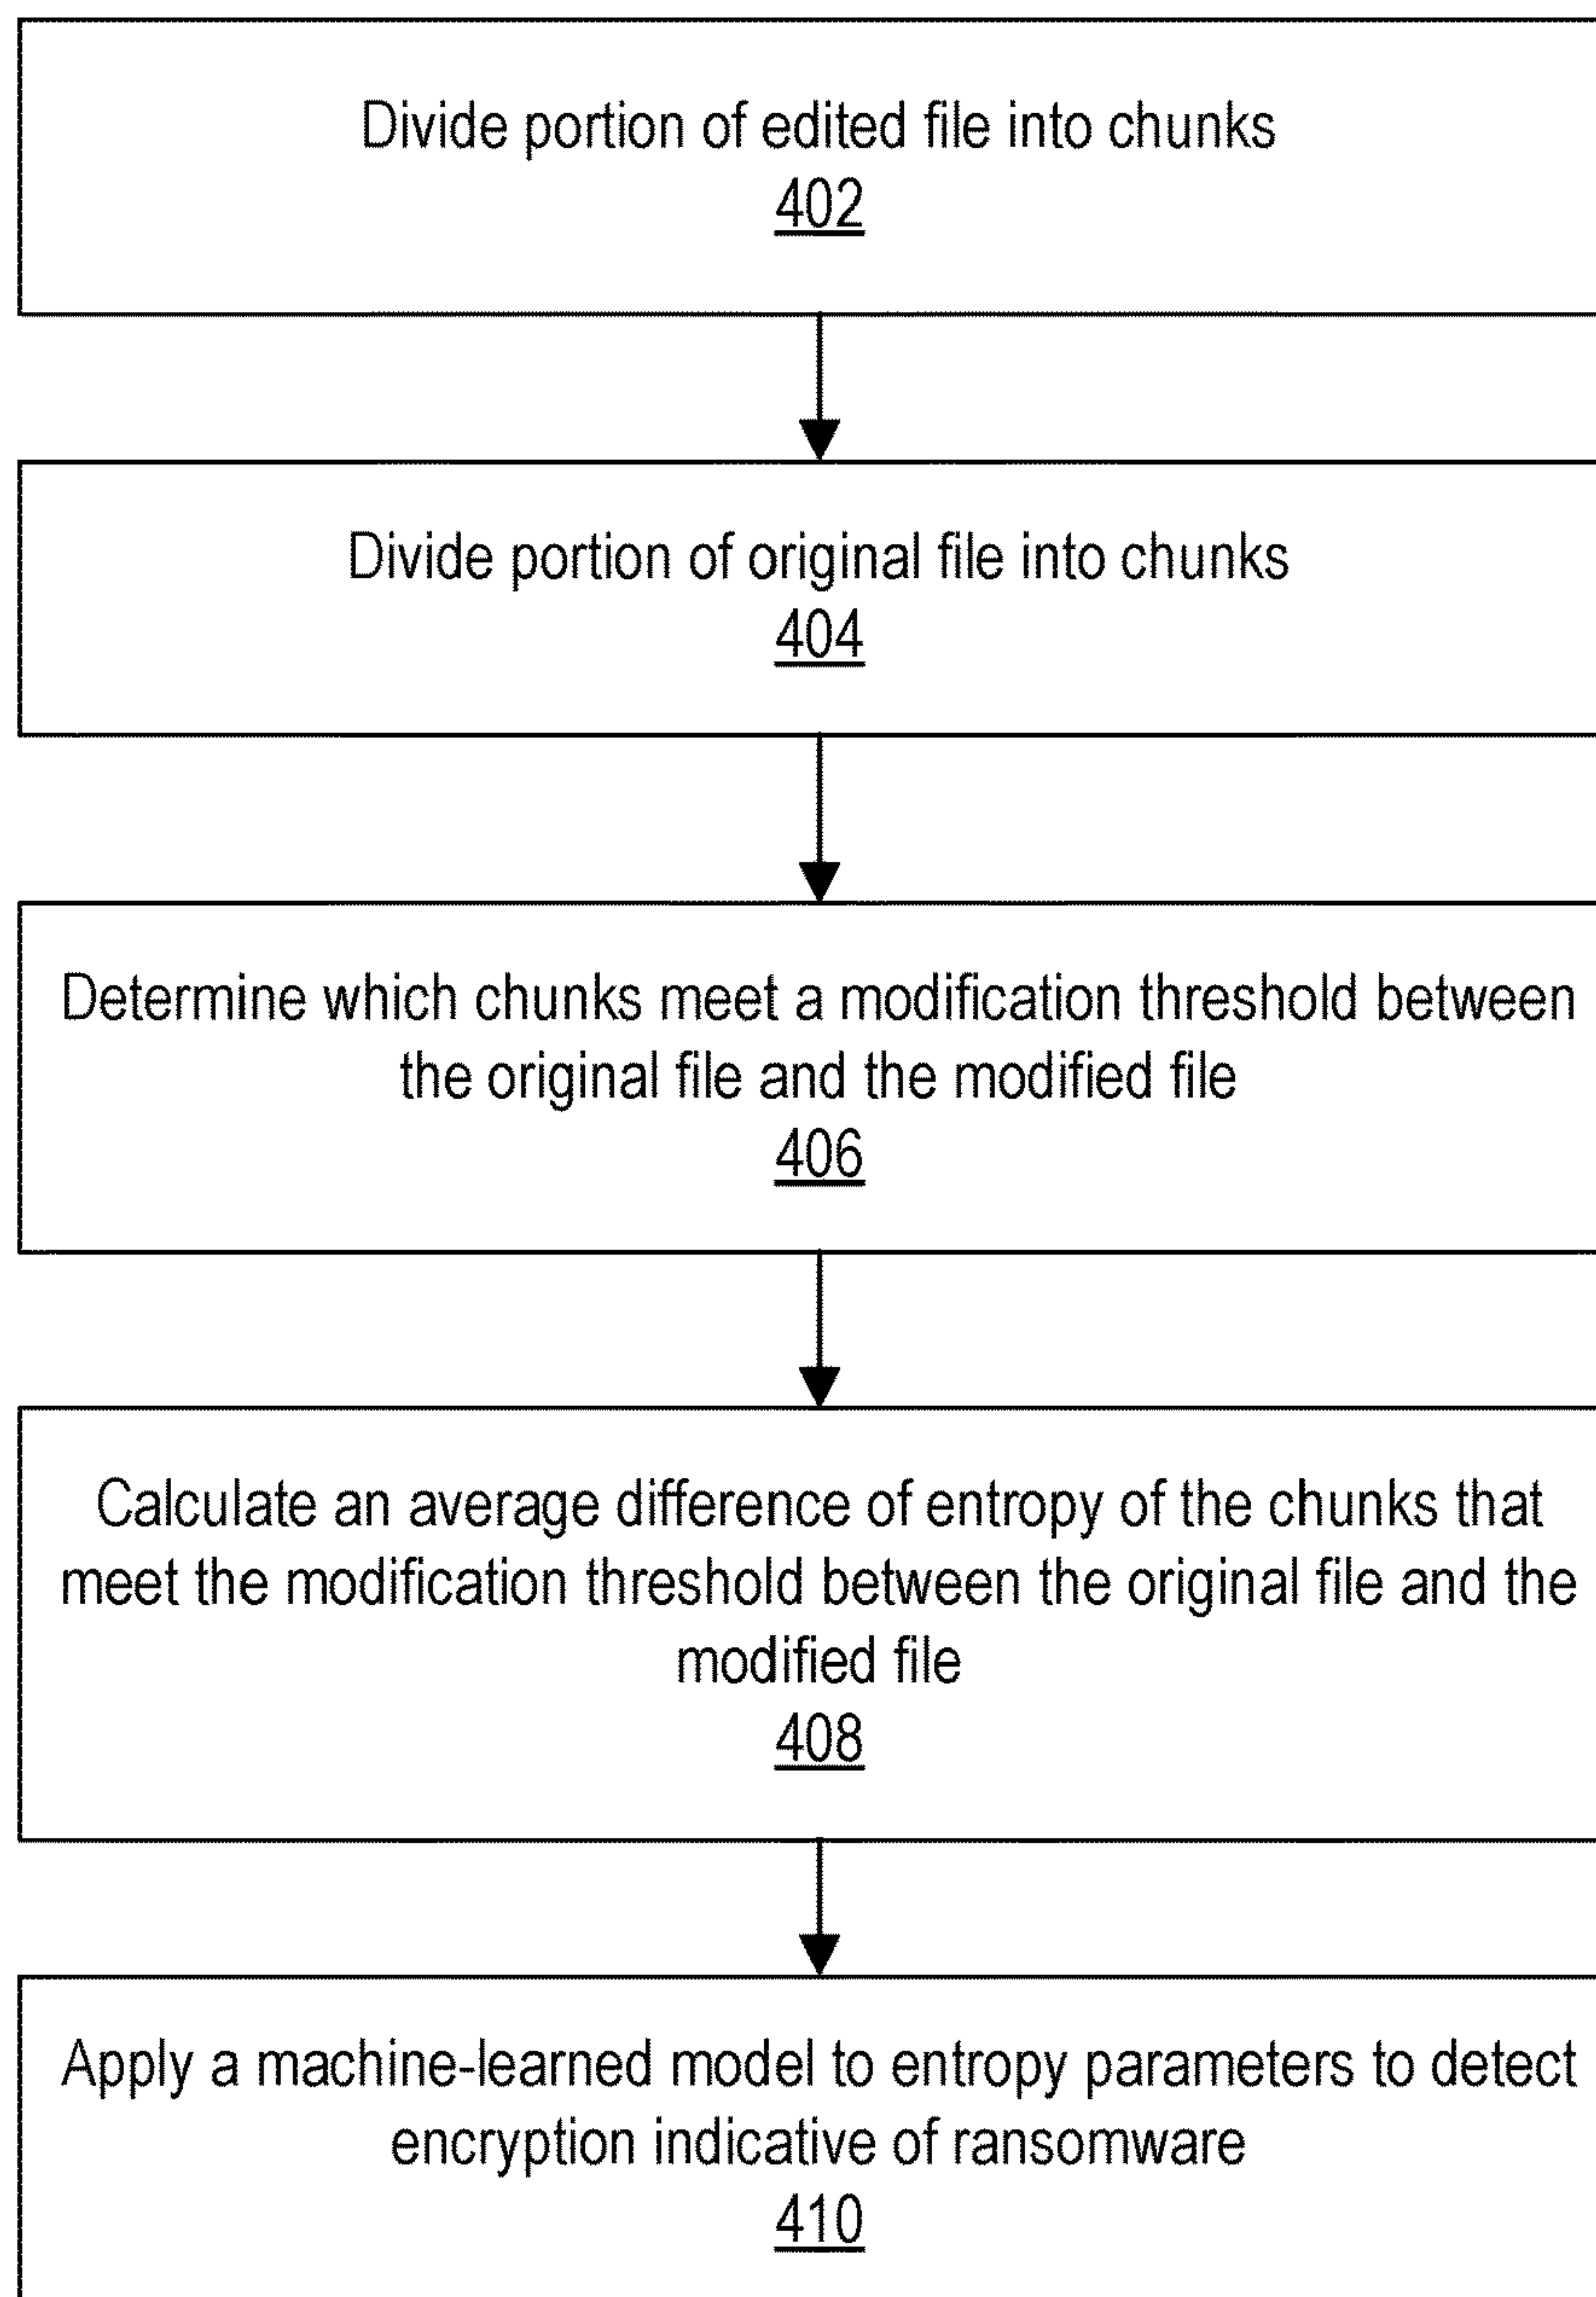 Divide portion of edited file into chunks
402
Divide portion of original file into chunks
404
Determine which chunks meet a modification threshold between
the original file and the modified file
406
Calculate an average difference of entropy of the chunks that
meet the modification threshold between the original file and the
modified file
408
Apply a machine-learned model to entropy parameters to detect
encryption indicative of ransomware
410